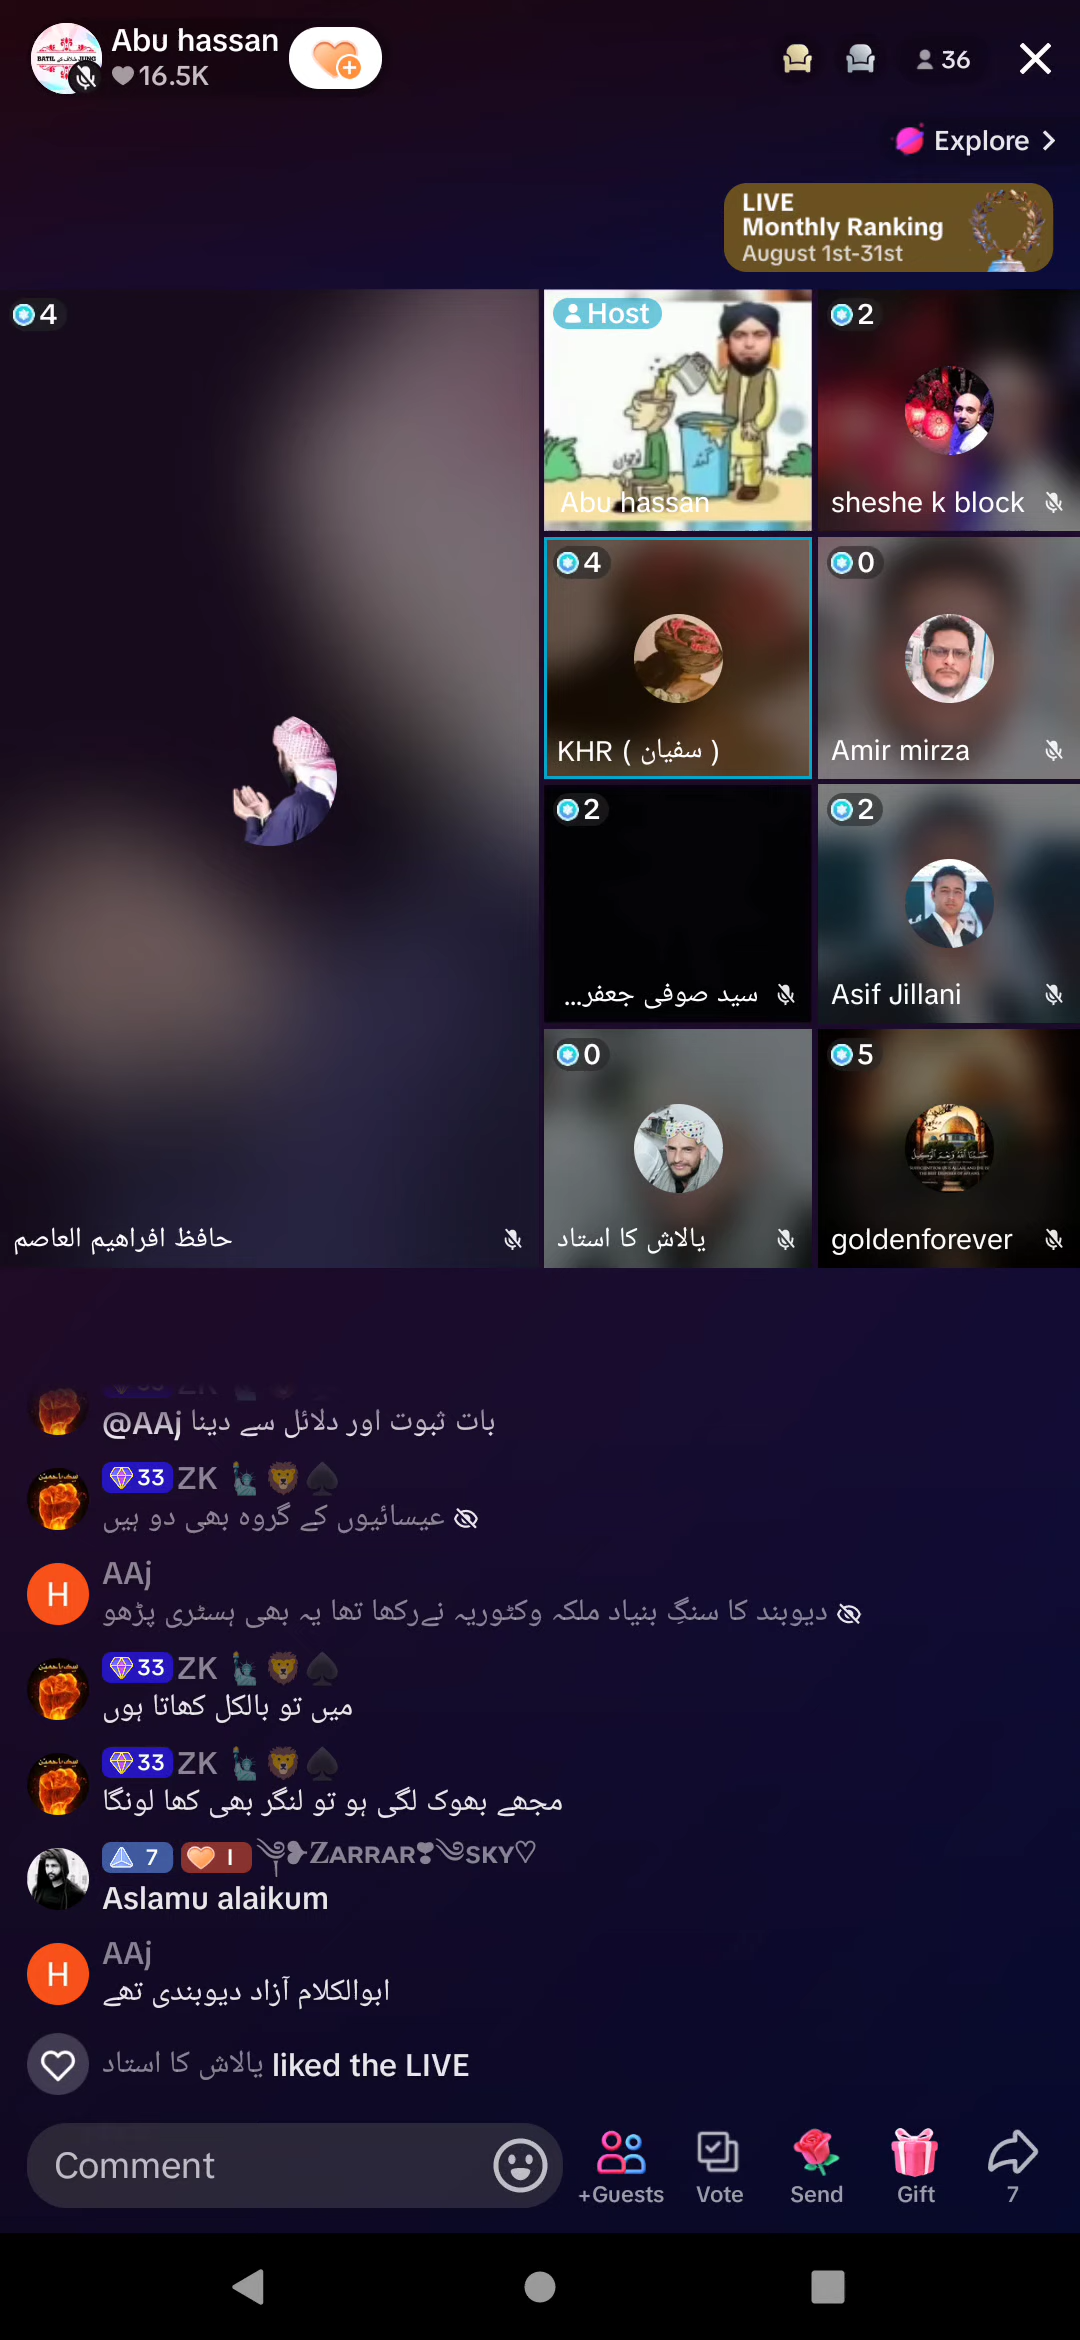 Abu hassan
16.5K
36
Explore
LIVE
Monthly Ranking
August 1st-31st
4
Host
نوجوان
گند
Abu hassan
2
sheshe k block
4
KHR ( سفیان )
0
Amir mirza
2
سید صوفی جعفر...
2
Asif Jillani
0
یالاش کا استاد
5
goldenforever
حافظ افراھیم العاصم
33 ZK
@AAj بات ثبوت اور دلائل سے دینا
33 ZK 🗽🦁♠
عیسائیوں کے گروہ بھی دو ہیں
H
AAj
دیوبند کا سنگِ بنیاد ملکہ وکٹوریہ نےرکھا تھا یہ بھی ہسٹری پڑھو
33 ZK 🗽🦁♠
میں تو بالکل کھاتا ہوں
33 ZK 🗽🦁♠
مجھے بھوک لگی ہو تو لنگر بھی کھا لونگا
7 I ༆❥ZARRAR❣༄SKY♡
Aslamu alaikum
H
AAj
ابوالکلام آزاد دیوبندی تھے
یالاش کا استاد liked the LIVE
Comment
+Guests
Vote
Send
Gift
7